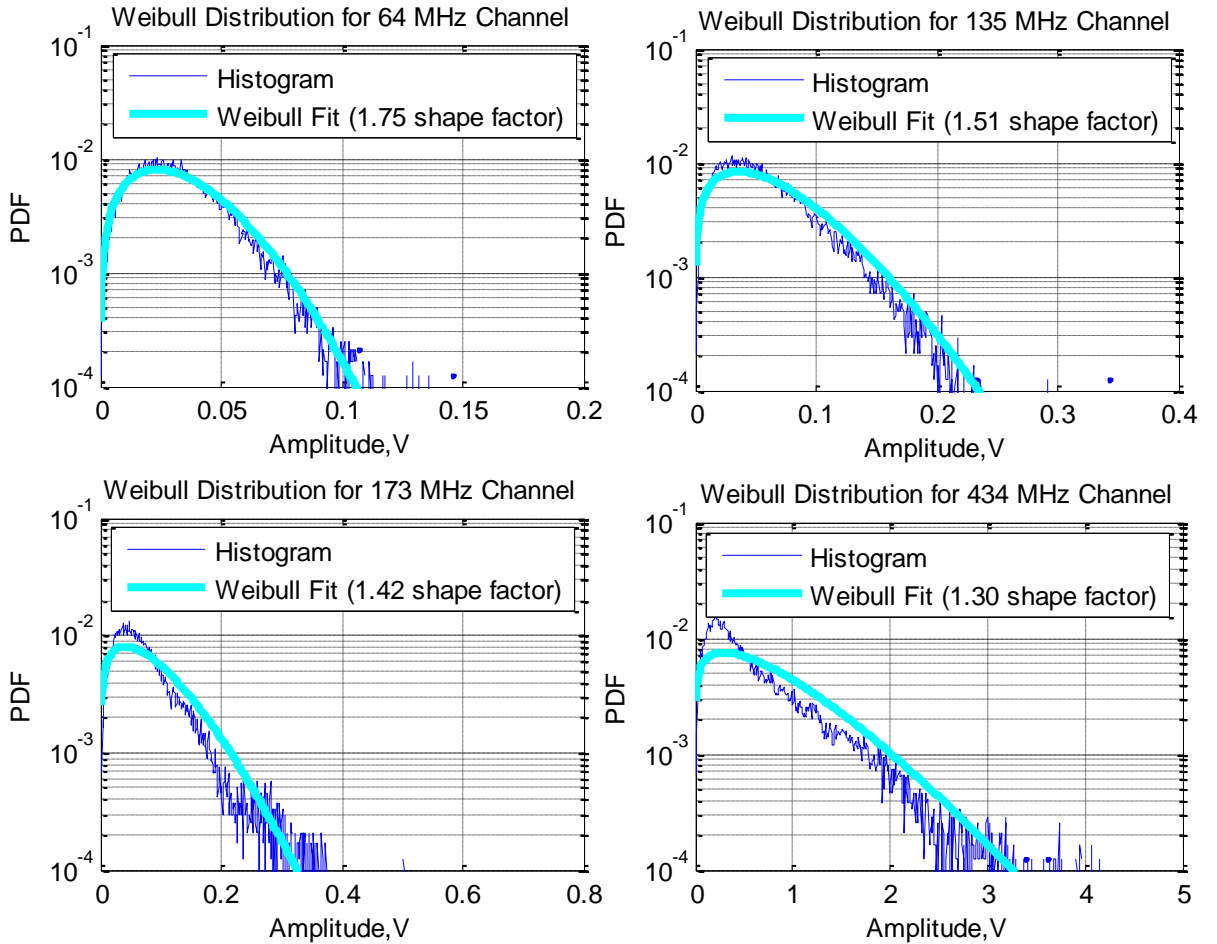 Weibull Distribution for 64 MHz Channel
10^-1
10^-2
10^-3
10^-4
PDF
Histogram
Weibull Fit (1.75 shape factor)
0 0.05 0.1 0.15 0.2
Amplitude,V
Weibull Distribution for 135 MHz Channel
10^-1
10^-2
10^-3
10^-4
PDF
Histogram
Weibull Fit (1.51 shape factor)
0 0.1 0.2 0.3 0.4
Amplitude,V
Weibull Distribution for 173 MHz Channel
10^-1
10^-2
10^-3
10^-4
PDF
Histogram
Weibull Fit (1.42 shape factor)
0 0.2 0.4 0.6 0.8
Amplitude,V
Weibull Distribution for 434 MHz Channel
10^-1
10^-2
10^-3
10^-4
PDF
Histogram
Weibull Fit (1.30 shape factor)
0 1 2 3 4 5
Amplitude,V